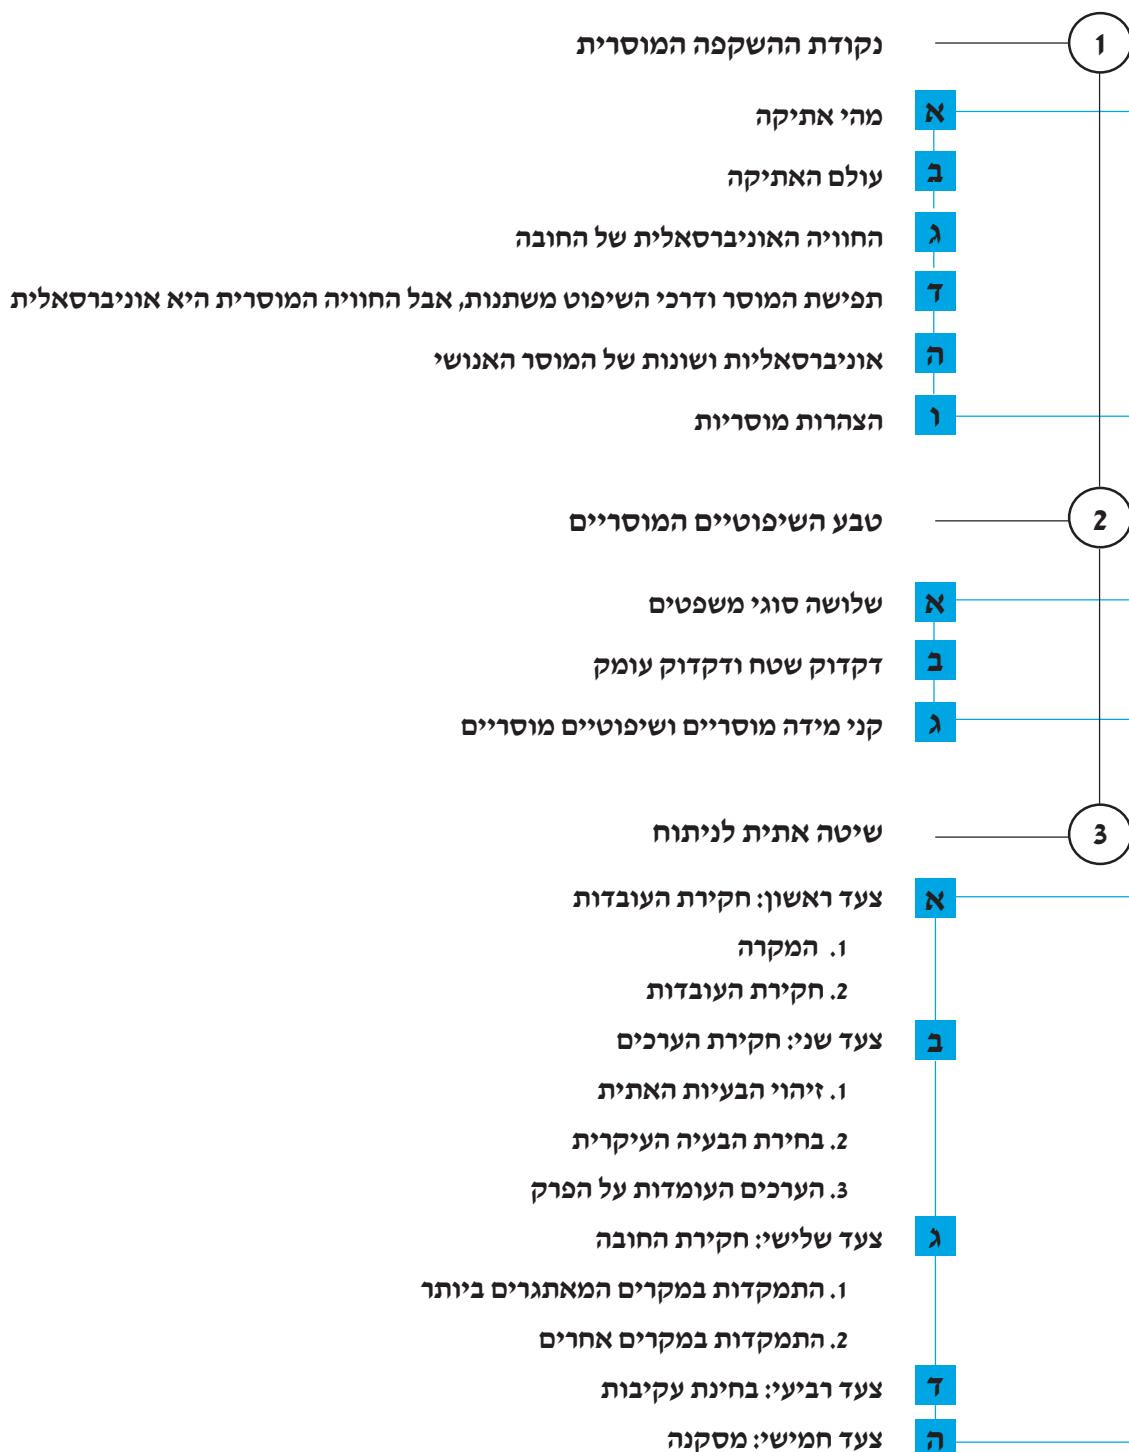 1 נקודת ההשקפה המוסרית
א מהי אתיקה
ב עולם האתיקה
ג החוויה האוניברסאלית של החובה
ד תפישת המוסר ודרכי השיפוט משתנות, אבל החוויה המוסרית היא אוניברסאלית
ה אוניברסאליות ושונות של המוסר האנושי
ו הצהרות מוסריות
2 טבע השיפוטיים המוסריים
א שלושה סוגי משפטים
ב דקדוק שטח ודקדוק עומק
ג קני מידה מוסריים ושיפוטיים מוסריים
3 שיטה אתית לניתוח
א צעד ראשון: חקירת העובדות
1. המקרה
2. חקירת העובדות
ב צעד שני: חקירת הערכים
1. זיהוי הבעיות האתית
2. בחירת הבעיה העיקרית
3. הערכים העומדות על הפרק
ג צעד שלישי: חקירת החובה
1. התמקדות במקרים המאתגרים ביותר
2. התמקדות במקרים אחרים
ד צעד רביעי: בחינת עקיבות
ה צעד חמישי: מסקנה